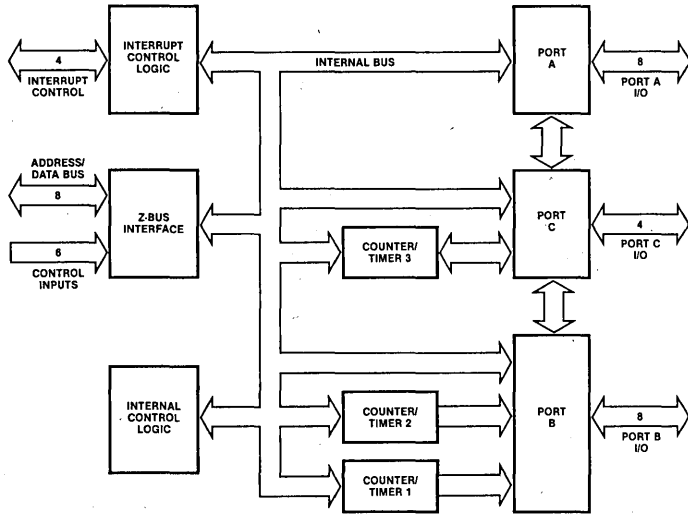 4
INTERRUPT
CONTROL
INTERRUPT
CONTROL
LOGIC
INTERNAL BUS
PORT
A
8
PORT A
I/O
ADDRESS/
DATA BUS
8
6
CONTROL
INPUTS
Z-BUS
INTERFACE
COUNTER/
TIMER 3
PORT
C
4
PORT C
I/O
INTERNAL
CONTROL
LOGIC
COUNTER/
TIMER 2
COUNTER/
TIMER 1
PORT
B
8
PORT B
I/O